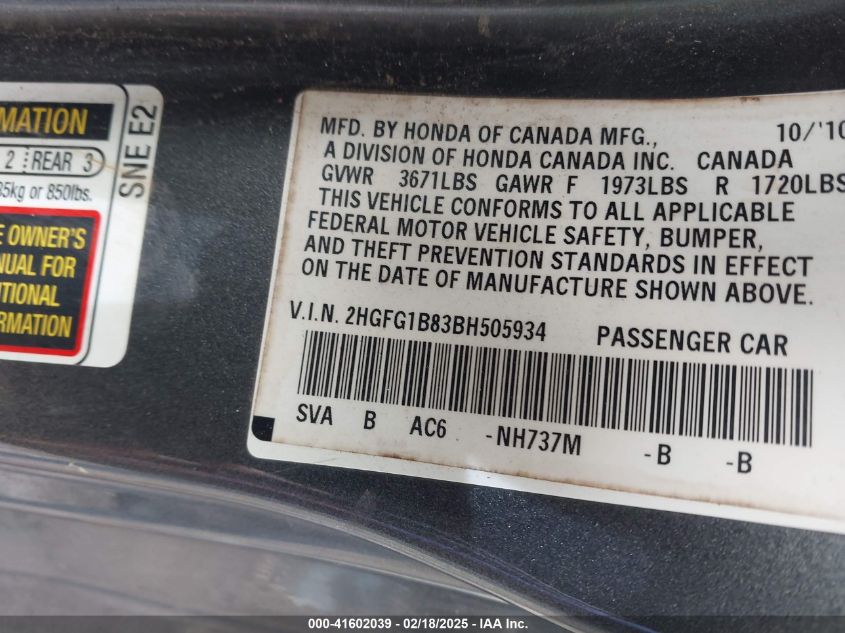 MATION
2 REAR 3
35kg or 850lbs.
E OWNER'S
NUAL FOR
ITIONAL
ORMATION
SNE E2
MFD. BY HONDA OF CANADA MFG., 10/'10
A DIVISION OF HONDA CANADA INC. CANADA
GVWR 3671LBS GAWR F 1973LBS R 1720LBS
THIS VEHICLE CONFORMS TO ALL APPLICABLE
FEDERAL MOTOR VEHICLE SAFETY, BUMPER,
AND THEFT PREVENTION STANDARDS IN EFFECT
ON THE DATE OF MANUFACTURE SHOWN ABOVE.
V.I.N. 2HGFG1B83BH505934 PASSENGER CAR
SVA B AC6 -NH737M -B -B
000-41602039 - 02/18/2025 - IAA Inc.